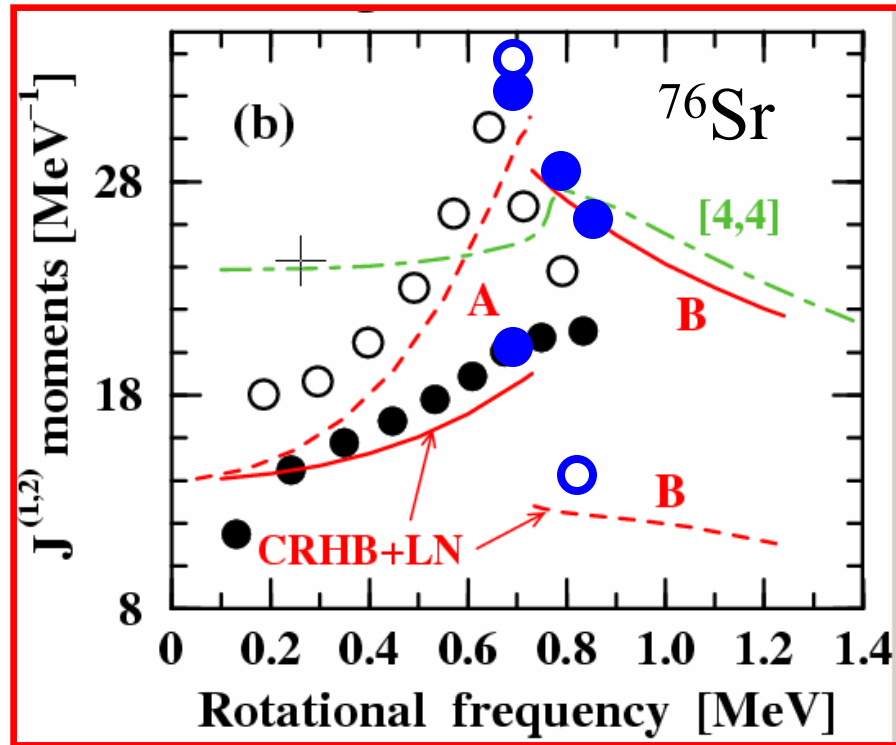 (b)
76Sr
J(1,2) moments [MeV−1]
28
18
8
[4,4]
A
B
B
CRHB+LN
0 0.2 0.4 0.6 0.8 1.0 1.2 1.4
Rotational frequency [MeV]